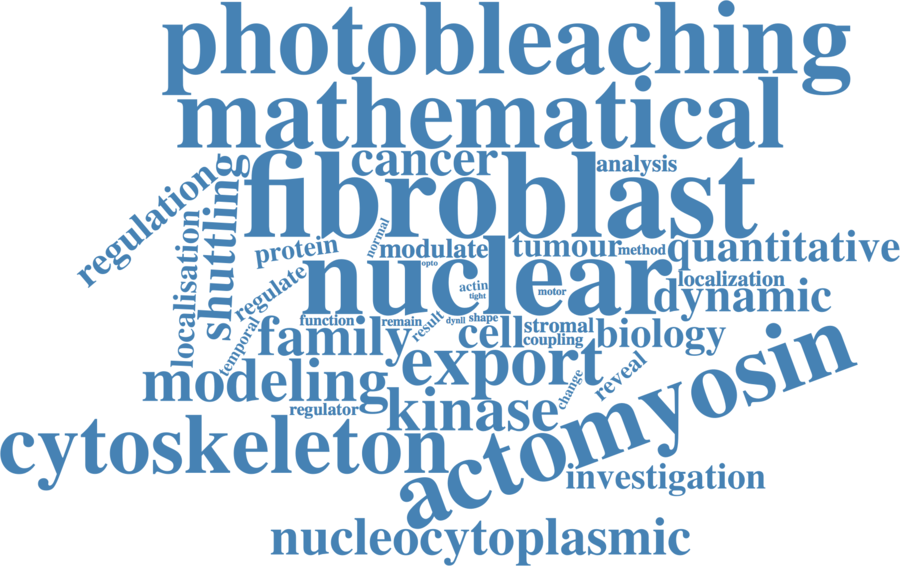 photobleaching
mathematical
cancer
analysis
fibroblast
regulation
shuttling
localisation
normal
protein
modulate
tumour
method
quantitative
opto
nuclear
regulate
actin
tight
motor
localization
dynamic
function
remain
result
dynll
shape
temporal
family
cell
stromal
coupling
biology
export
change
reveal
modeling
regulator
kinase
actomyosin
cytoskeleton
investigation
nucleocytoplasmic